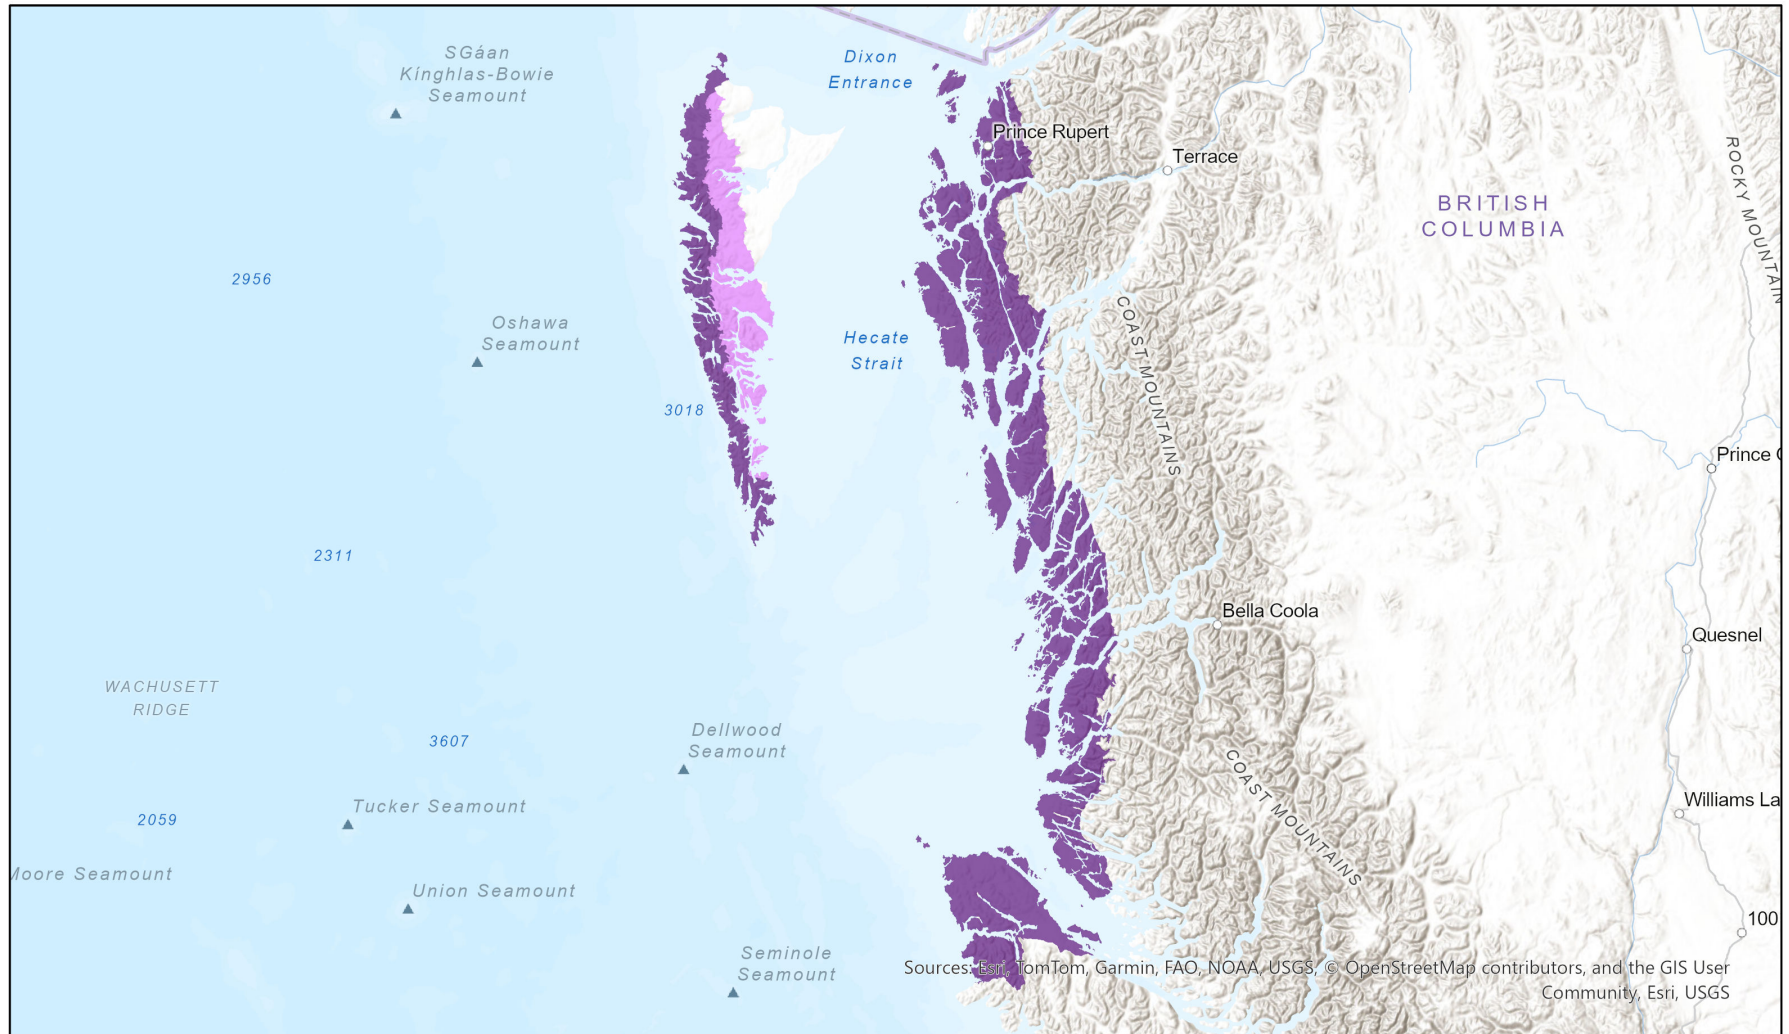 SGáan
Kínghlas-Bowie
Seamount
Dixon
Entrance
Prince Rupert
Terrace
ROCKY MOUNTAIN
BRITISH
COLUMBIA
2956
Oshawa
Seamount
Hecate
Strait
COAST MOUNTAINS
3018
Prince
2311
Bella Coola
Quesnel
WACHUSETT
RIDGE
3607
Dellwood
Seamount
COAST MOUNTAINS
Tucker Seamount
Williams La
2059
Moore Seamount
Union Seamount
100
Seminole
Seamount
Sources: Esri, TomTom, Garmin, FAO, NOAA, USGS, © OpenStreetMap contributors, and the GIS User
Community, Esri, USGS